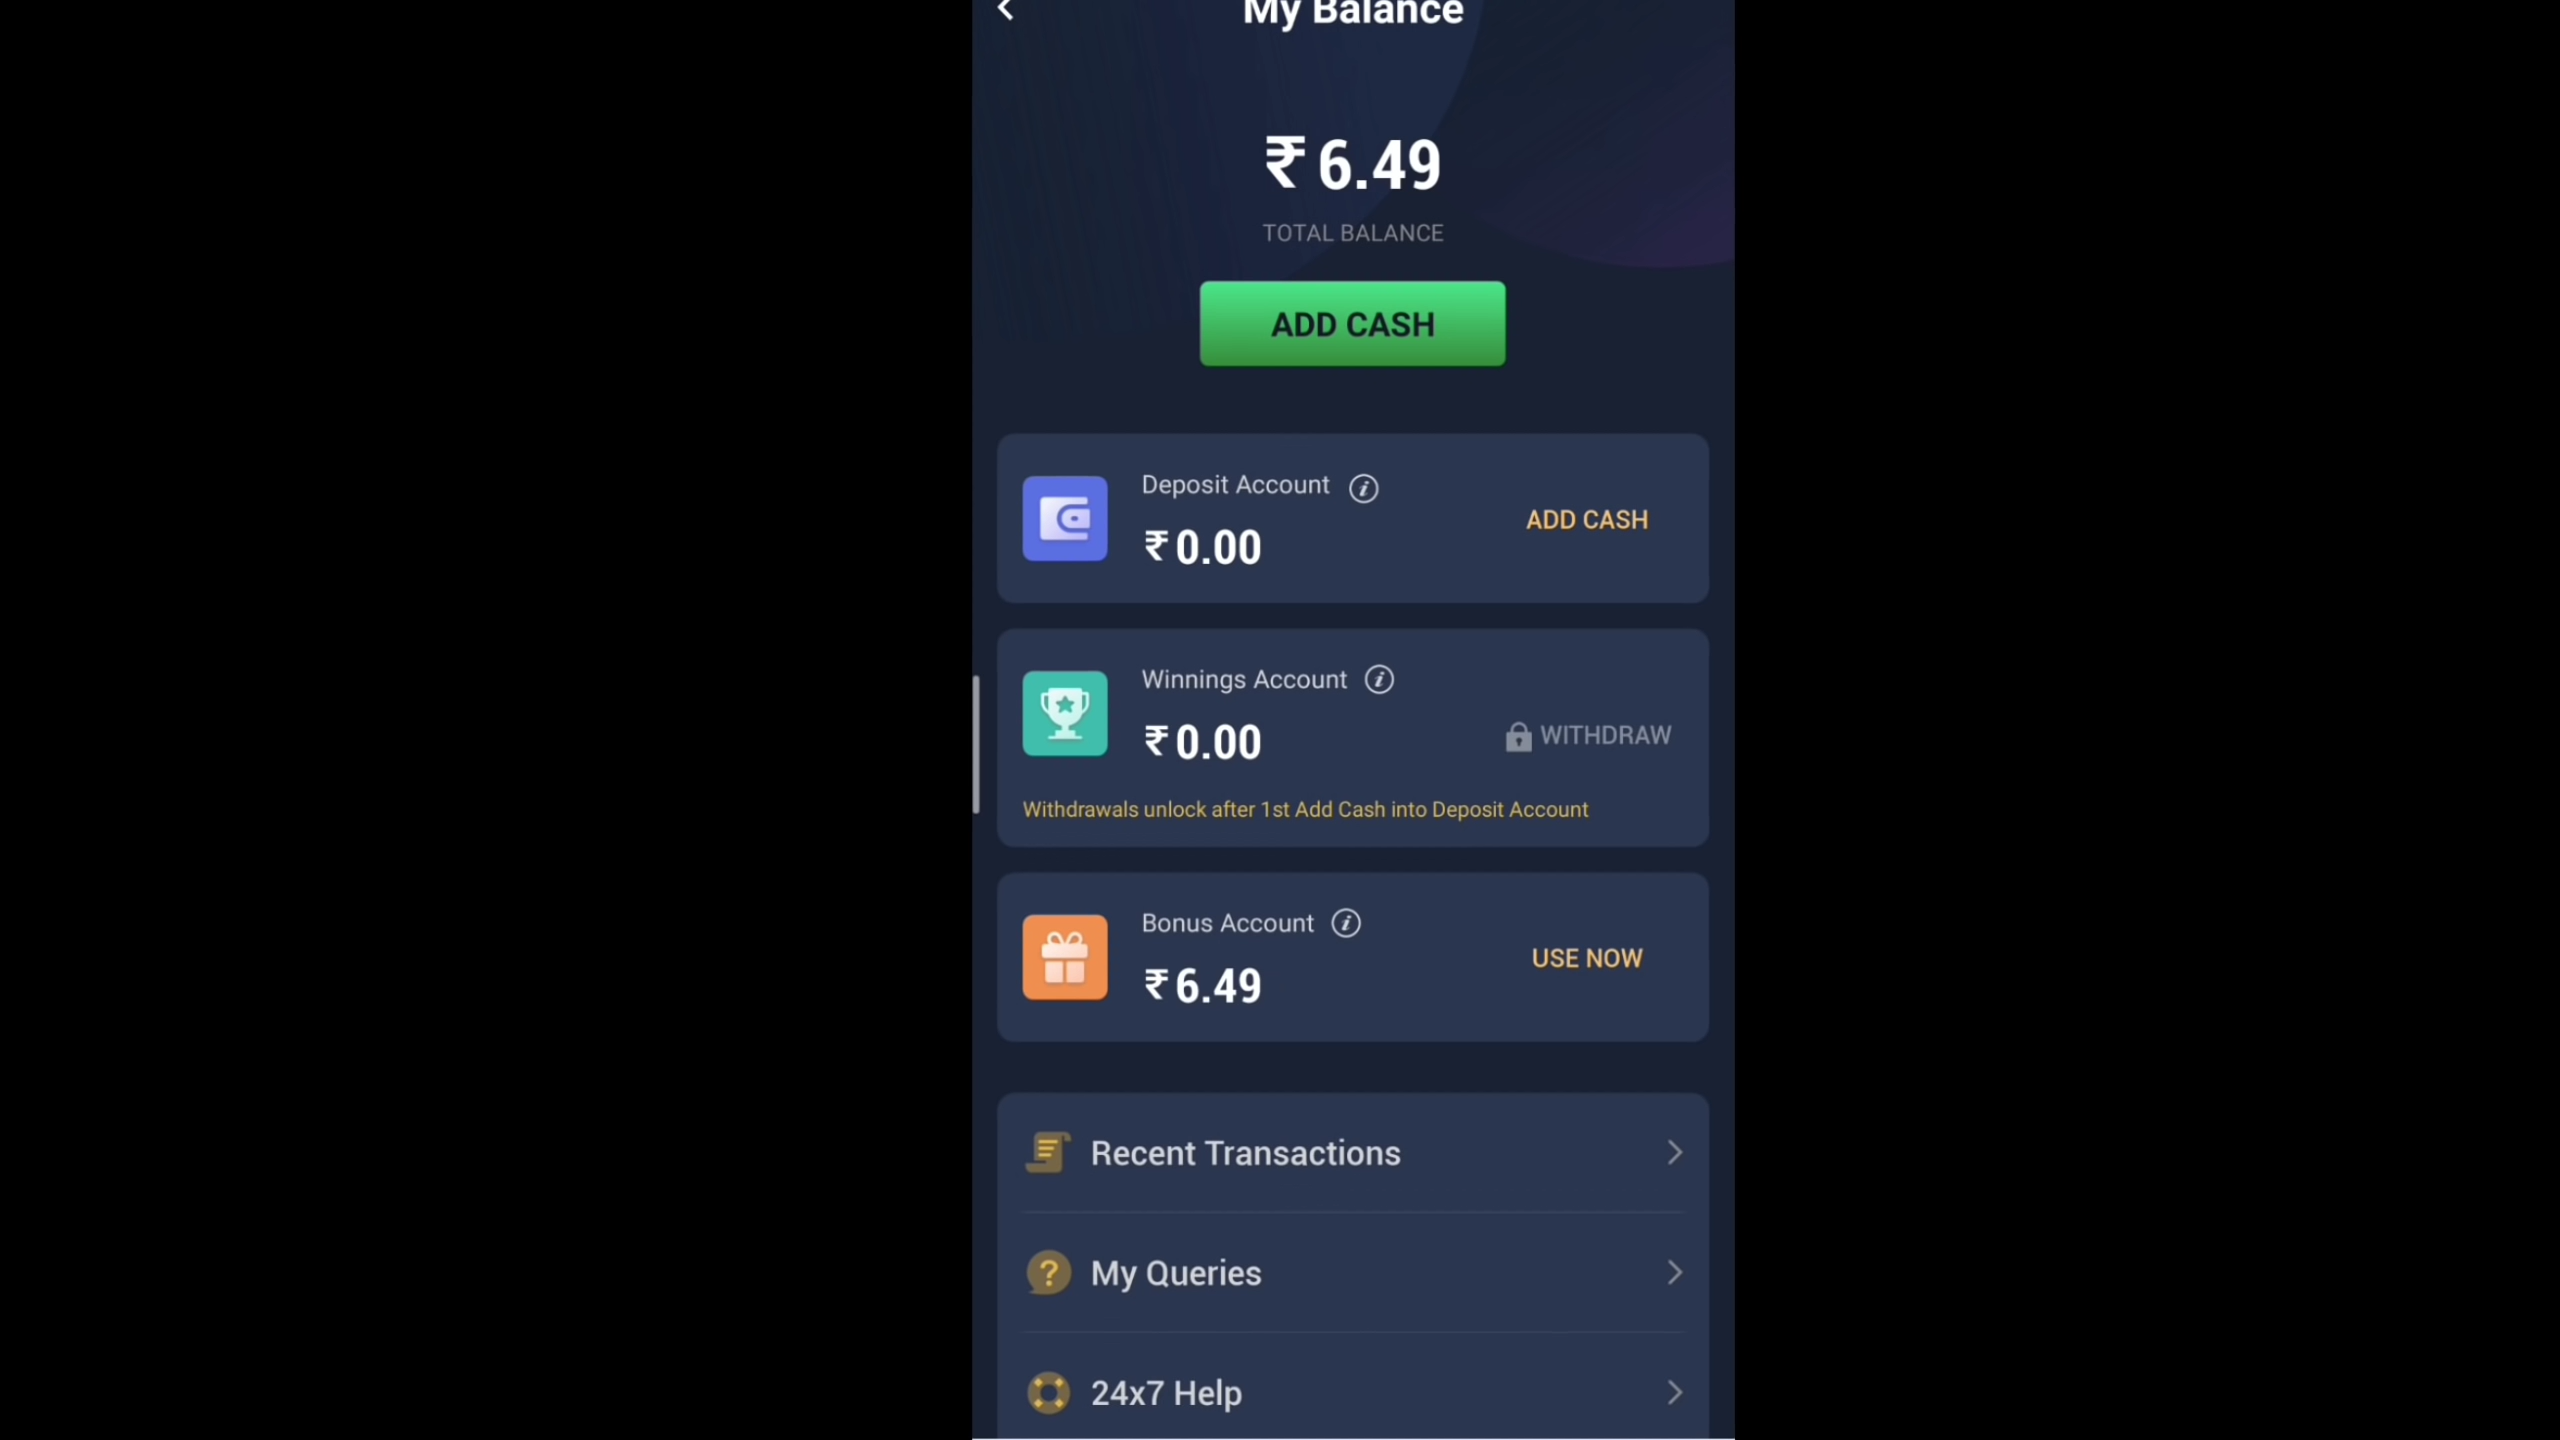 My Balance
₹6.49
TOTAL BALANCE
ADD CASH
Deposit Account
₹0.00
ADD CASH
Winnings Account
₹0.00
WITHDRAW
Withdrawals unlock after 1st Add Cash into Deposit Account
Bonus Account
₹6.49
USE NOW
Recent Transactions
My Queries
24x7 Help